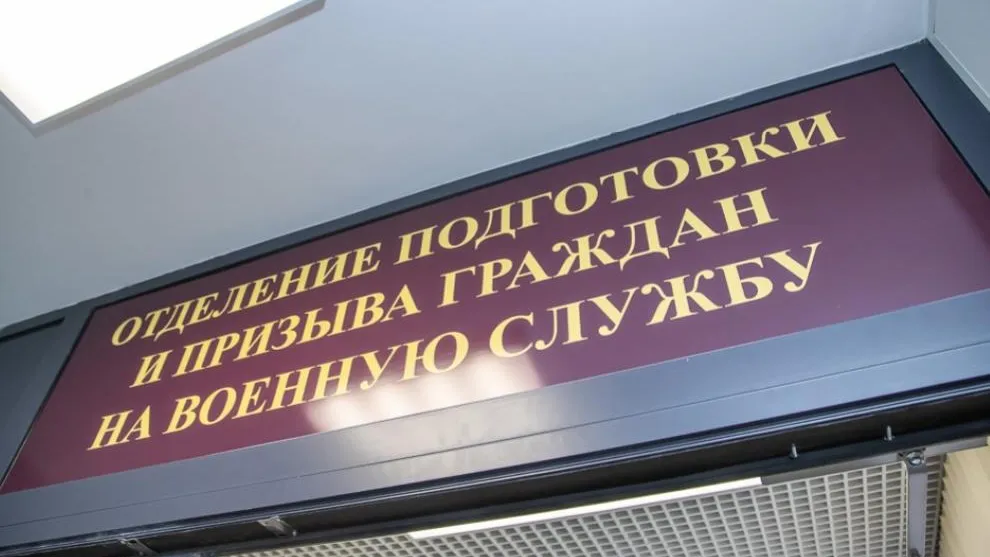 ОТДЕЛЕНИЕ ПОДГОТОВКИ
И ПРИЗЫВА ГРАЖДАН
НА ВОЕННУЮ СЛУЖБУ